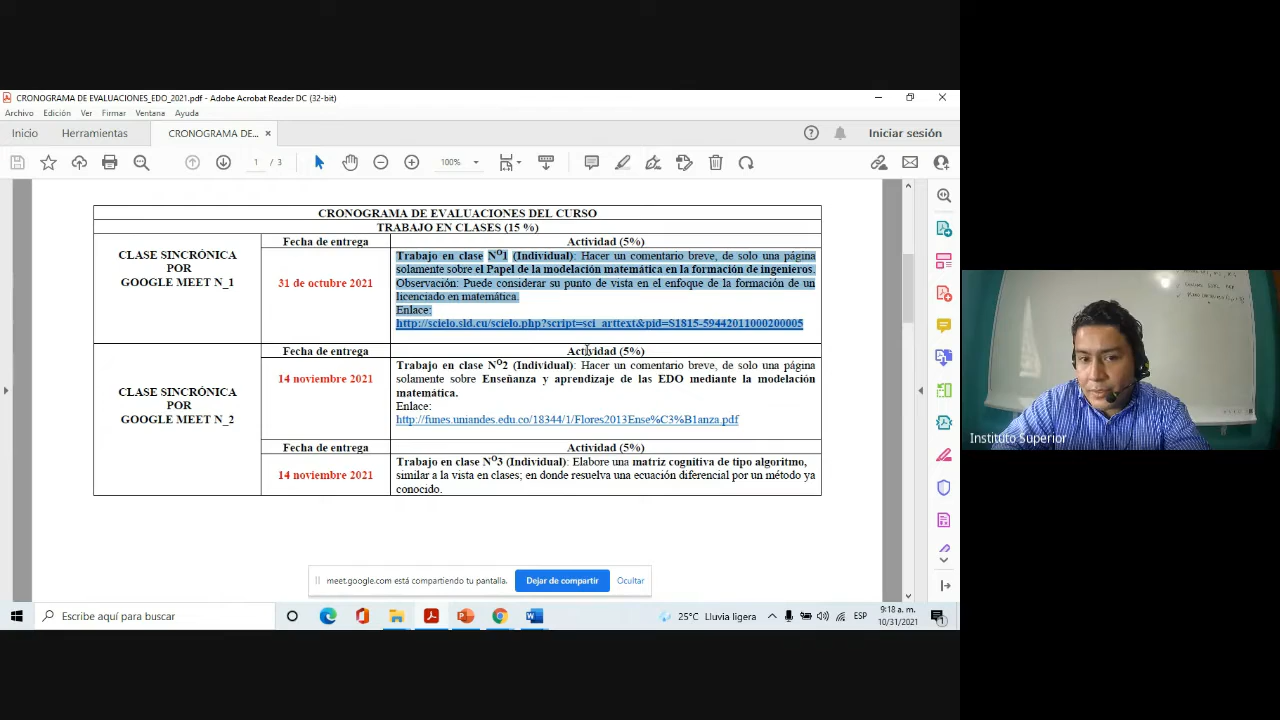 CRONOGRAMA DE EVALUACIONES_EDO_2021.pdf - Adobe Acrobat Reader DC (32-bit)
Archivo Edición Ver Firmar Ventana Ayuda
Inicio Herramientas CRONOGRAMA DE... × Iniciar sesión
1 / 3 100%
CRONOGRAMA DE EVALUACIONES DEL CURSO
TRABAJO EN CLASES (15 %)
CLASE SINCRÓNICA
POR
GOOGLE MEET N_1
Fecha de entrega
31 de octubre 2021
Actividad (5%)
Trabajo en clase Nº1 (Individual): Hacer un comentario breve, de solo una página
solamente sobre el Papel de la modelación matemática en la formación de ingenieros.
Observación: Puede considerar su punto de vista en el enfoque de la formación de un
licenciado en matemática.
Enlace:
http://scielo.sld.cu/scielo.php?script=sci_arttext&pid=S1815-59442011000200005
CLASE SINCRÓNICA
POR
GOOGLE MEET N_2
Fecha de entrega
14 noviembre 2021
Actividad (5%)
Trabajo en clase Nº2 (Individual): Hacer un comentario breve, de solo una página
solamente sobre Enseñanza y aprendizaje de las EDO mediante la modelación
matemática.
Enlace:
http://funes.uniandes.edu.co/18344/1/Flores2013Ense%C3%B1anza.pdf
Fecha de entrega
14 noviembre 2021
Actividad (5%)
Trabajo en clase Nº3 (Individual): Elabore una matriz cognitiva de tipo algoritmo,
similar a la vista en clases; en donde resuelva una ecuación diferencial por un método ya
conocido.
meet.google.com está compartiendo tu pantalla. Dejar de compartir Ocultar
Escribe aquí para buscar
25°C Lluvia ligera
ESP
9:18 a. m.
10/31/2021
Instituto Superior